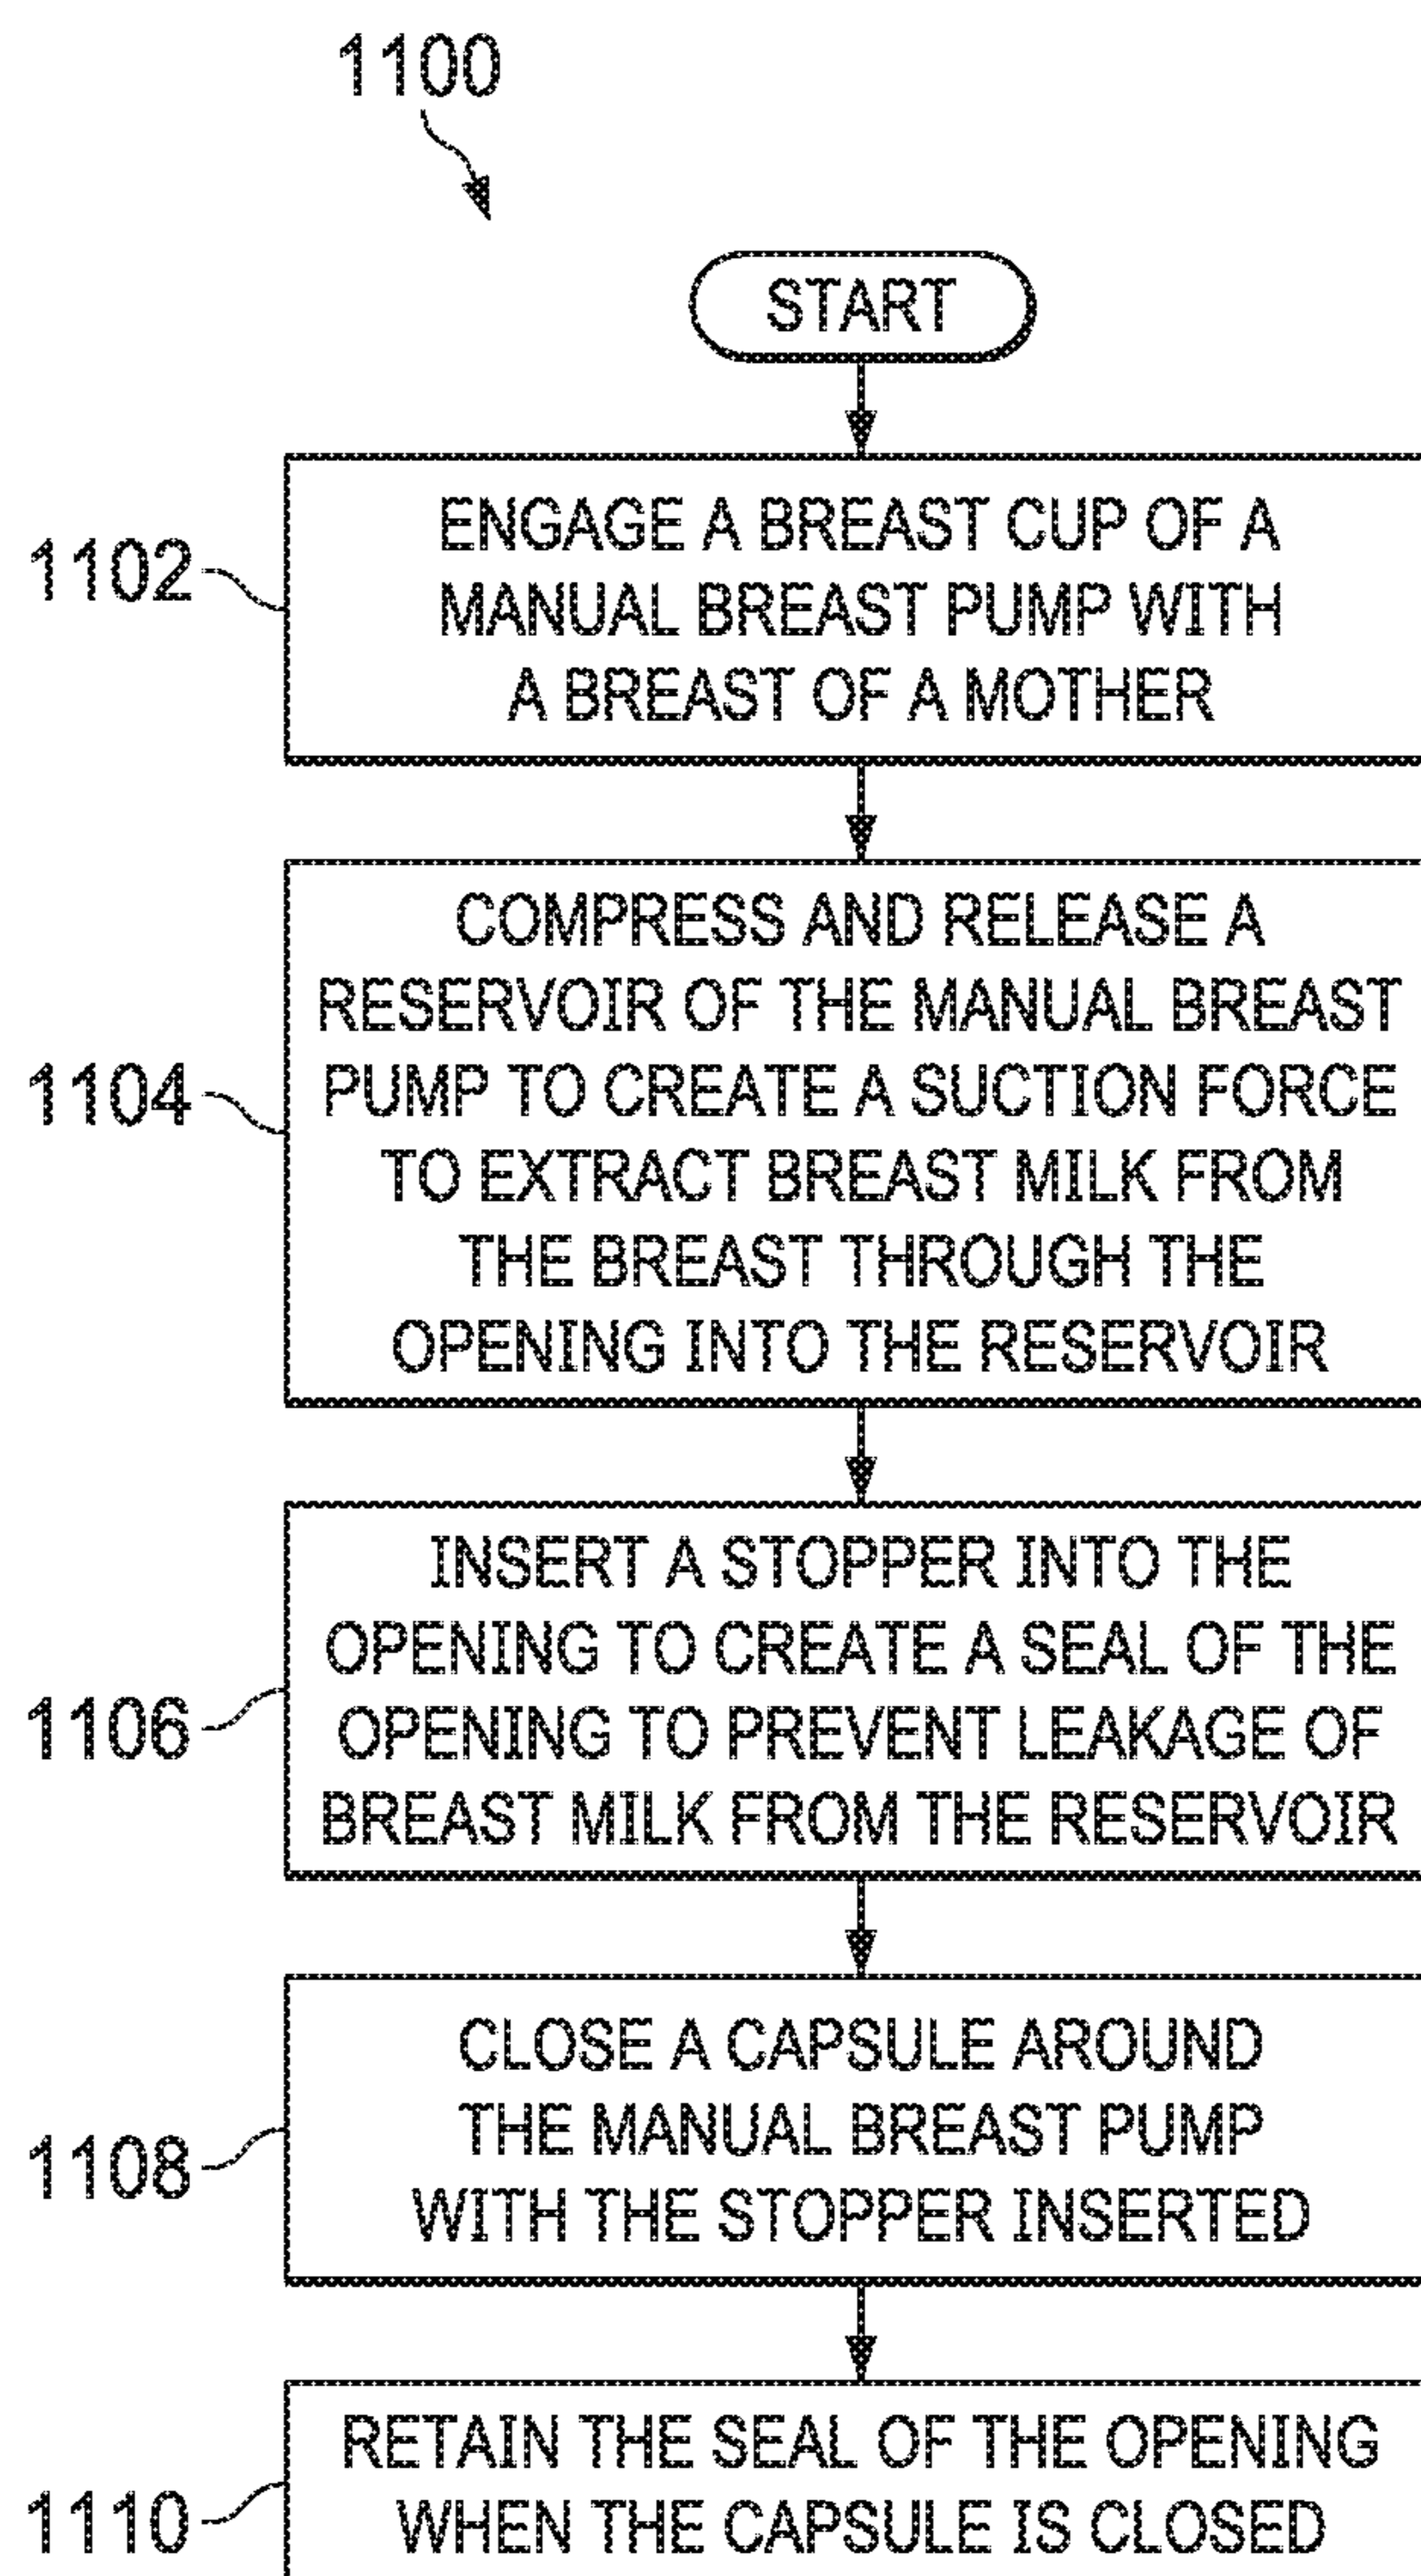 1100
START
1102
ENGAGE A BREAST CUP OF A
MANUAL BREAST PUMP WITH
A BREAST OF A MOTHER
1104
COMPRESS AND RELEASE A
RESERVOIR OF THE MANUAL BREAST
PUMP TO CREATE A SUCTION FORCE
TO EXTRACT BREAST MILK FROM
THE BREAST THROUGH THE
OPENING INTO THE RESERVOIR
1106
INSERT A STOPPER INTO THE
OPENING TO CREATE A SEAL OF THE
OPENING TO PREVENT LEAKAGE OF
BREAST MILK FROM THE RESERVOIR
1108
CLOSE A CAPSULE AROUND
THE MANUAL BREAST PUMP
WITH THE STOPPER INSERTED
1110
RETAIN THE SEAL OF THE OPENING
WHEN THE CAPSULE IS CLOSED